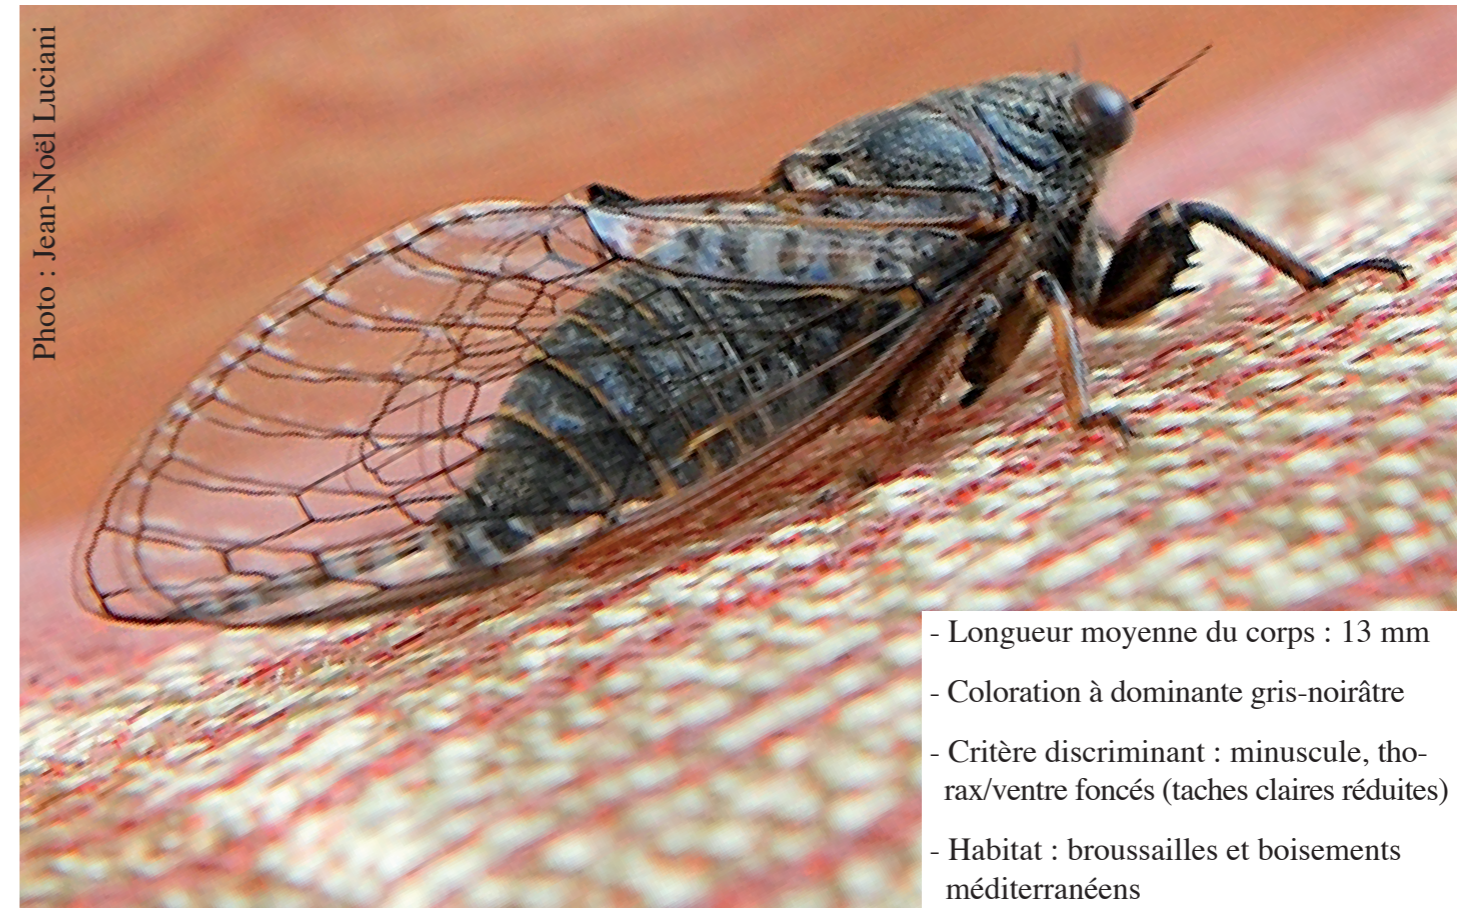 Photo : Jean-Noël Luciani
- Longueur moyenne du corps : 13 mm
- Coloration à dominante gris-noirâtre
- Critère discriminant : minuscule, tho-
rax/ventre foncés (taches claires réduites)
- Habitat : broussailles et boisements
méditerranéens